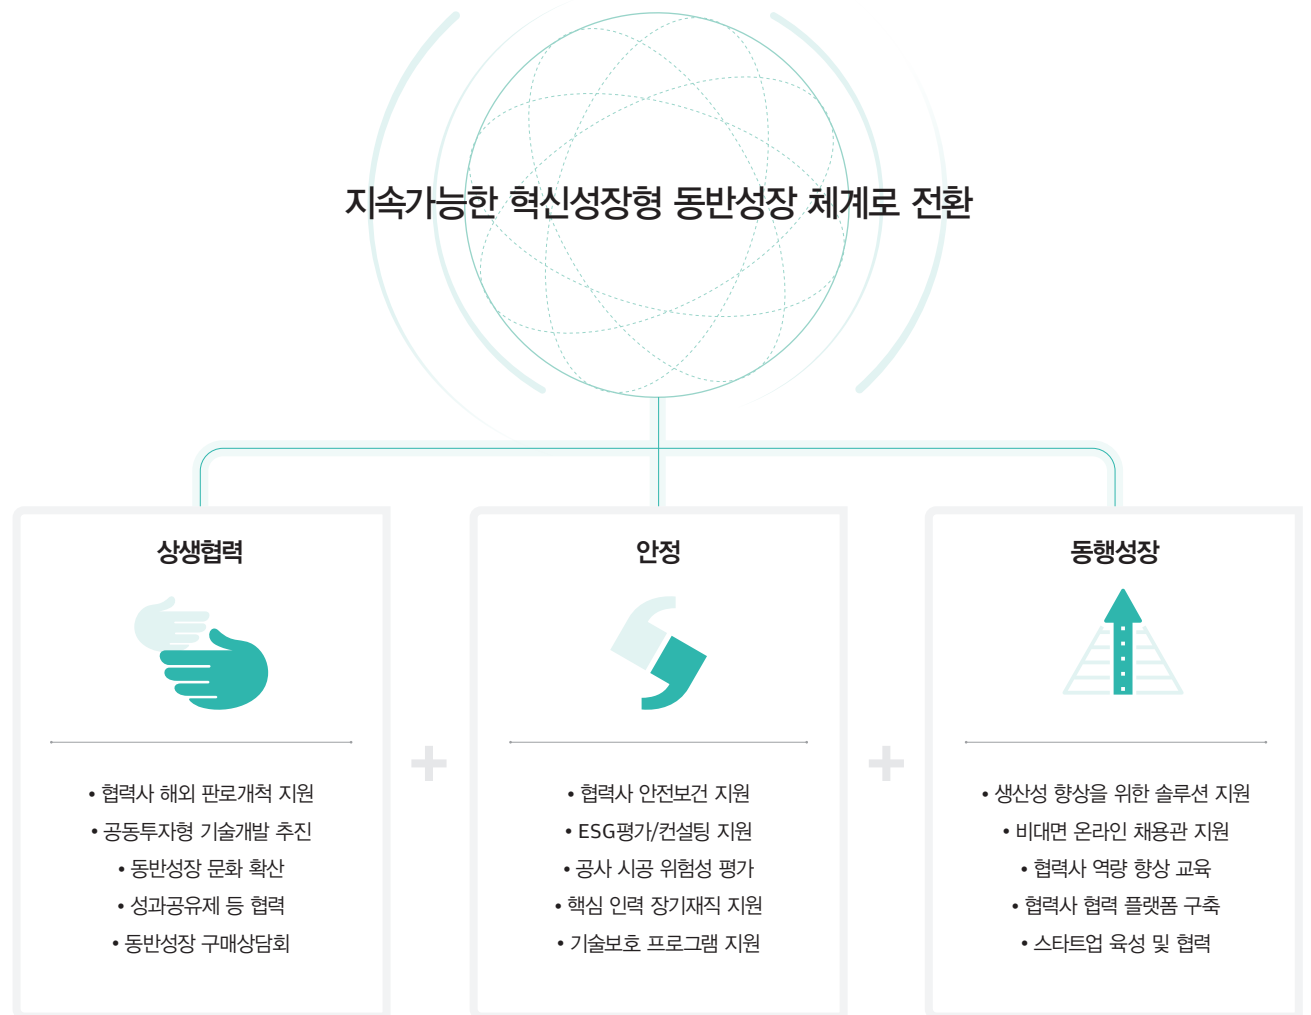 지속가능한 혁신성장형 동반성장 체계로 전환
상생협력
• 협력사 해외 판로개척 지원
• 공동투자형 기술개발 추진
• 동반성장 문화 확산
• 성과공유제 등 협력
• 동반성장 구매상담회
안정
• 협력사 안전보건 지원
• ESG평가/컨설팅 지원
• 공사 시공 위험성 평가
• 핵심 인력 장기재직 지원
• 기술보호 프로그램 지원
동행성장
• 생산성 향상을 위한 솔루션 지원
• 비대면 온라인 채용관 지원
• 협력사 역량 향상 교육
• 협력사 협력 플랫폼 구축
• 스타트업 육성 및 협력